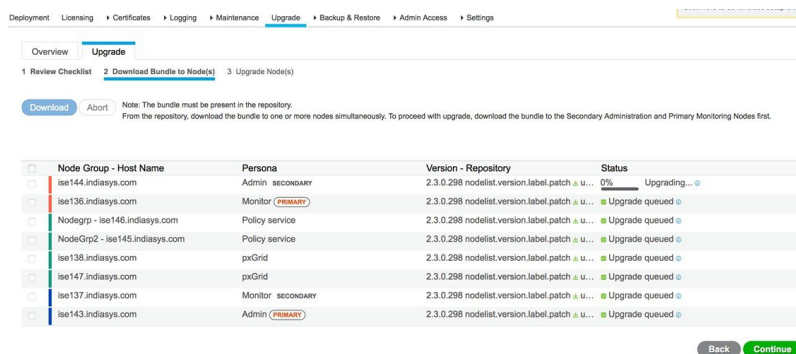 Deployment Licensing Certificates Logging Maintenance Upgrade Backup & Restore Admin Access Settings
Overview Upgrade
1 Review Checklist 2 Download Bundle to Node(s) 3 Upgrade Node(s)
Download Abort Note: The bundle must be present in the repository.
From the repository, download the bundle to one or more nodes simultaneously. To proceed with upgrade, download the bundle to the Secondary Administration and Primary Monitoring Nodes first.
Node Group - Host Name Persona Version - Repository Status
ise144.indiasys.com Admin SECONDARY 2.3.0.298 nodelist.version.label.patch u... 0% Upgrading...
ise136.indiasys.com Monitor PRIMARY 2.3.0.298 nodelist.version.label.patch u... Upgrade queued
Nodegrp - ise146.indiasys.com Policy service 2.3.0.298 nodelist.version.label.patch u... Upgrade queued
NodeGrp2 - ise145.indiasys.com Policy service 2.3.0.298 nodelist.version.label.patch u... Upgrade queued
ise138.indiasys.com pxGrid 2.3.0.298 nodelist.version.label.patch u... Upgrade queued
ise147.indiasys.com pxGrid 2.3.0.298 nodelist.version.label.patch u... Upgrade queued
ise137.indiasys.com Monitor SECONDARY 2.3.0.298 nodelist.version.label.patch u... Upgrade queued
ise143.indiasys.com Admin PRIMARY 2.3.0.298 nodelist.version.label.patch u... Upgrade queued
Back Continue